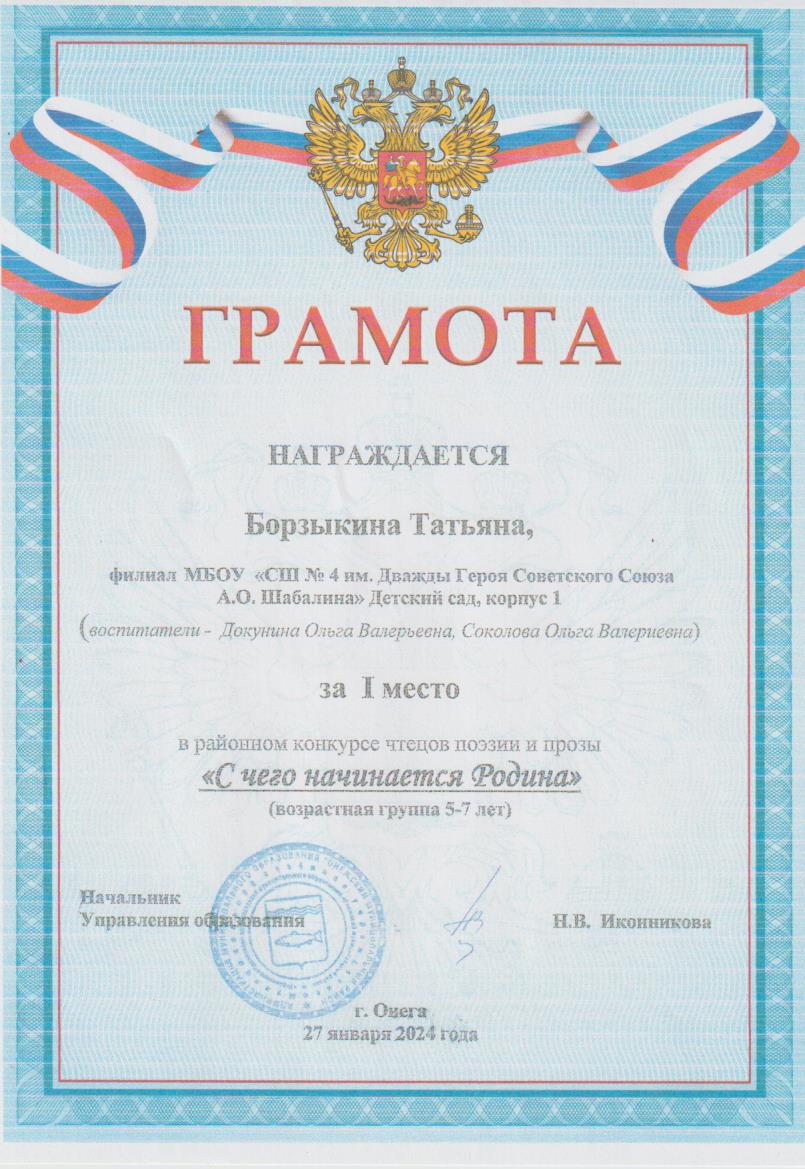 ГРАМОТА
НАГРАЖДАЕТСЯ
Борзыкина Татьяна,
филиал МБОУ «СШ № 4 им. Дважды Героя Советского Союза
А.О. Шабалина» Детский сад, корпус 1
(воспитатели - Докунина Ольга Валерьевна, Соколова Ольга Валериевна)
за I место
в районном конкурсе чтецов поэзии и прозы
«С чего начинается Родина»
(возрастная группа 5-7 лет)
Начальник
Управления образования
Н.В. Иконникова
г. Онега
27 января 2024 года